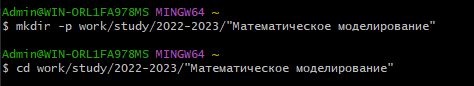 Admin@WIN-ORL1FA978MS MINGW64 ~
$ mkdir -p work/study/2022-2023/"Математическое моделирование"
Admin@WIN-ORL1FA978MS MINGW64 ~
$ cd work/study/2022-2023/"Математическое моделирование"